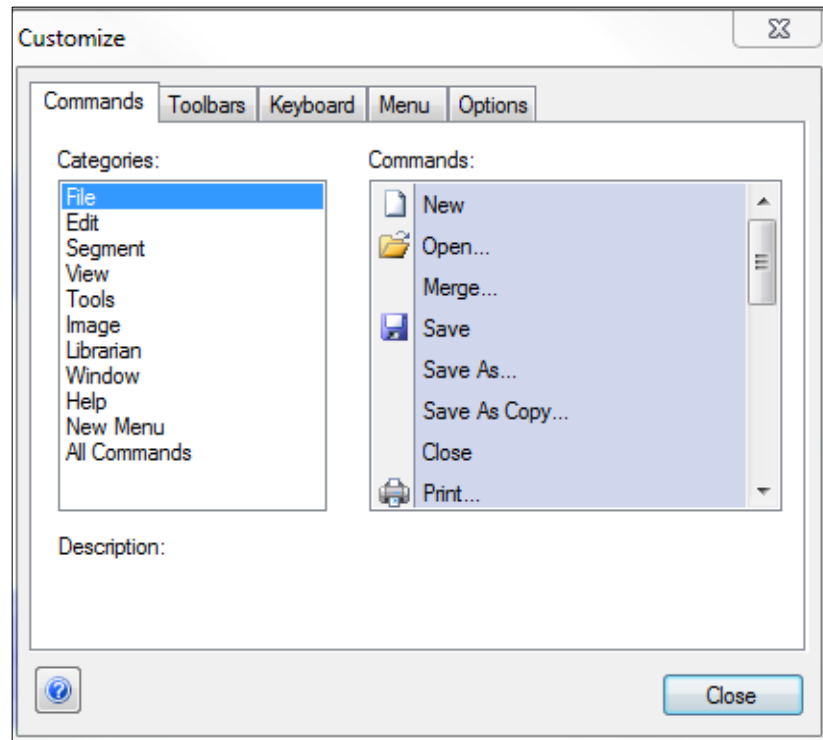 Customize
Commands Toolbars Keyboard Menu Options
Categories:
File
Edit
Segment
View
Tools
Image
Librarian
Window
Help
New Menu
All Commands
Commands:
New
Open...
Merge...
Save
Save As...
Save As Copy...
Close
Print...
Description:
Close